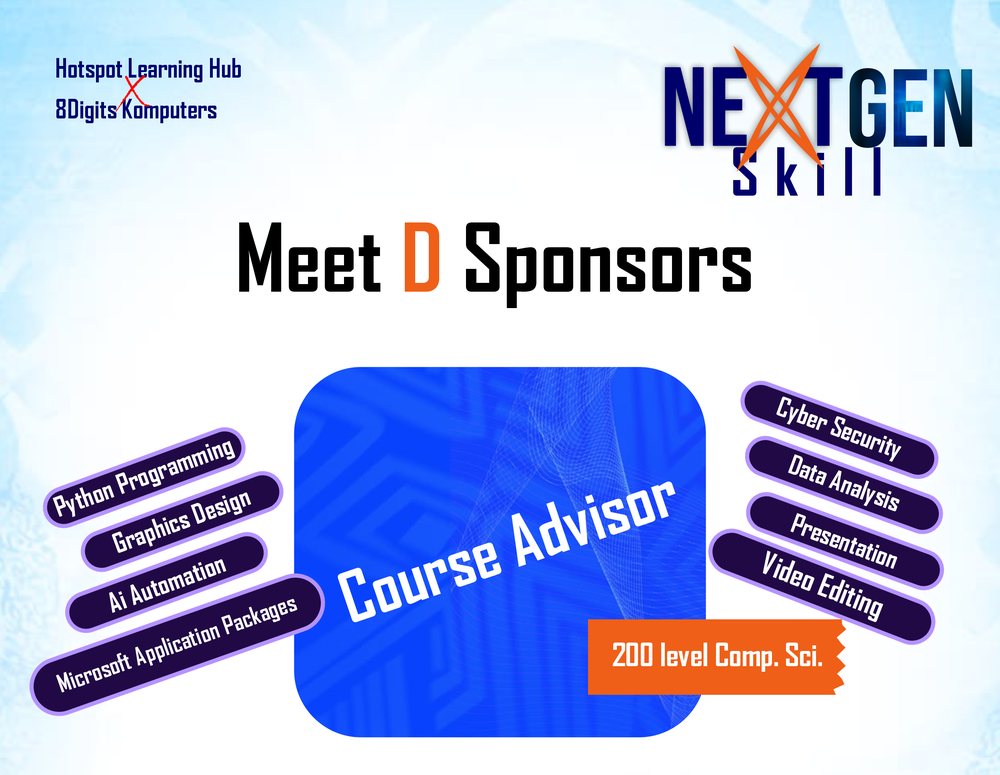 Hotspot Learning Hub
X
8Digits Komputers
NEXTGEN
Skill
Meet D Sponsors
Python Programming
Graphics Design
Ai Automation
Microsoft Application Packages
Course Advisor
200 level Comp. Sci.
Cyber Security
Data Analysis
Presentation
Video Editing